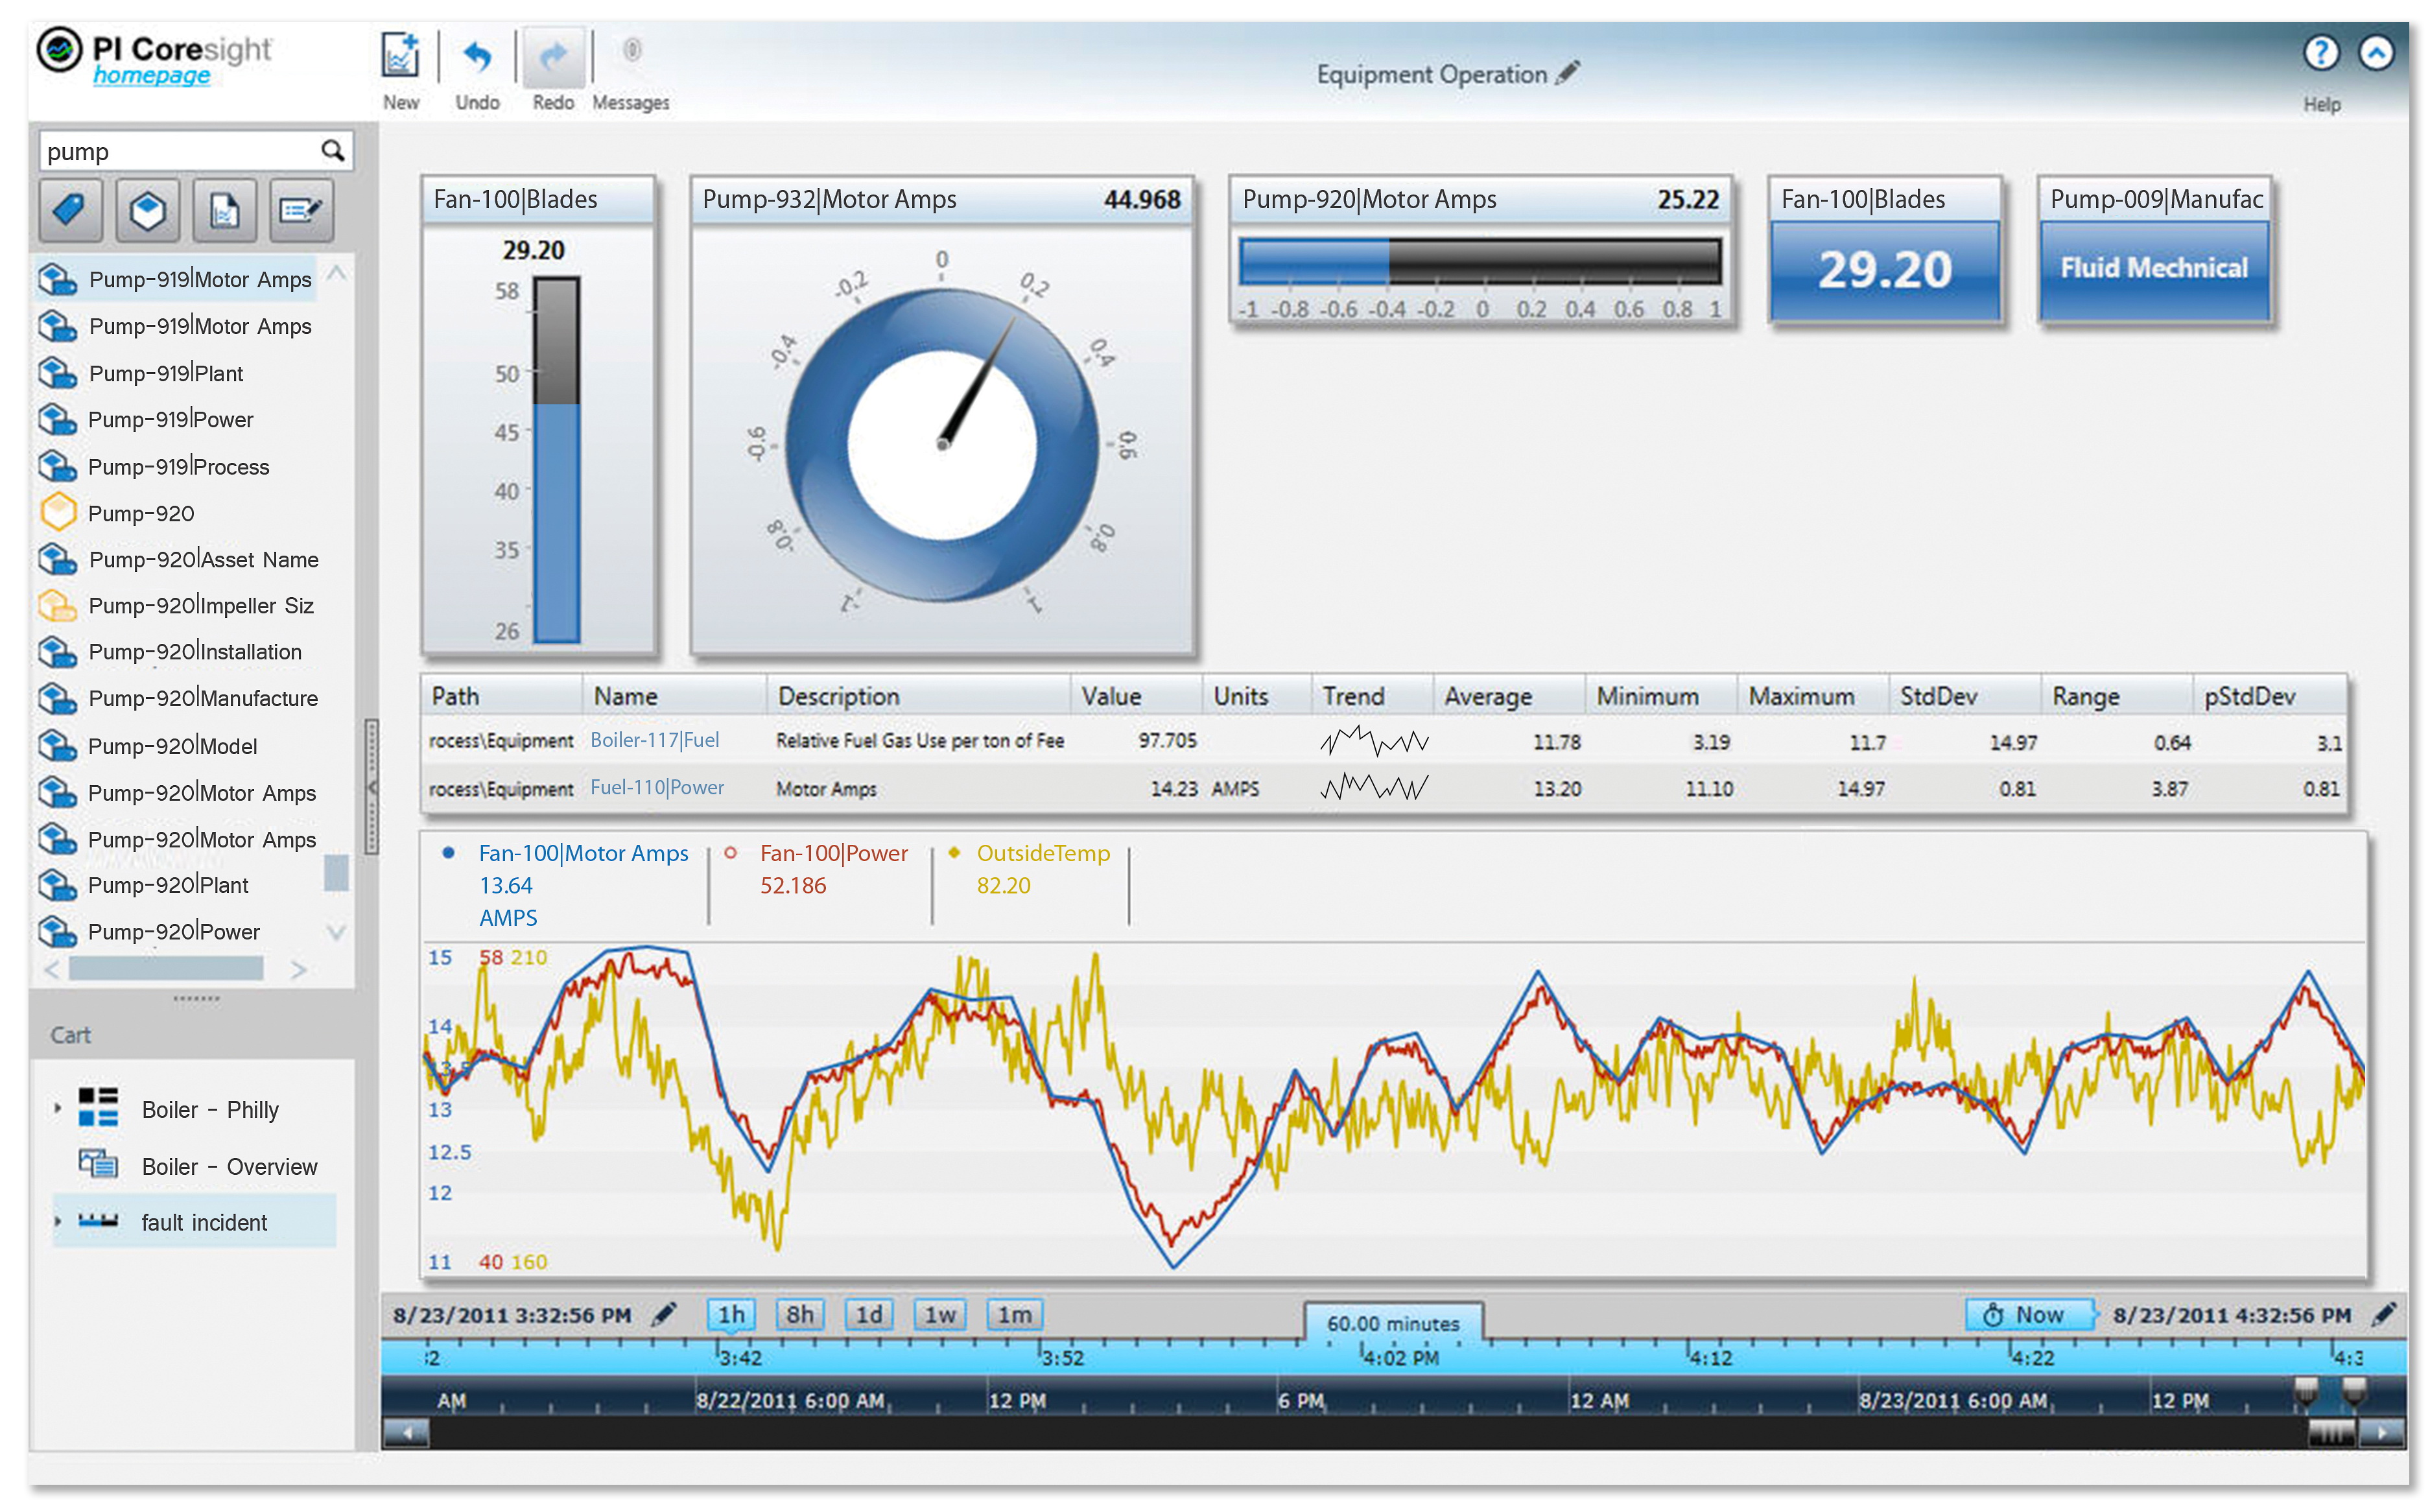 PI Coresight
homepage
New Undo Redo Messages
Equipment Operation
? Help
pump
Pump-919|Motor Amps
Pump-919|Motor Amps
Pump-919|Plant
Pump-919|Power
Pump-919|Process
Pump-920
Pump-920|Asset Name
Pump-920|Impeller Siz
Pump-920|Installation
Pump-920|Manufacture
Pump-920|Model
Pump-920|Motor Amps
Pump-920|Motor Amps
Pump-920|Plant
Pump-920|Power
Cart
Boiler - Philly
Boiler - Overview
fault incident
Fan-100|Blades
29.20
58
50
45
40
35
26
Pump-932|Motor Amps 44.968
-1 -0.8 -0.6 -0.4 -0.2 0 0.2 0.4 0.6 0.8 1
Pump-920|Motor Amps 25.22
-1 -0.8 -0.6 -0.4 -0.2 0 0.2 0.4 0.6 0.8 1
Fan-100|Blades
29.20
Pump-009|Manufac
Fluid Mechnical
Path Name Description Value Units Trend Average Minimum Maximum StdDev Range pStdDev
rocess\Equipment Boiler-117|Fuel Relative Fuel Gas Use per ton of Fee 97.705 11.78 3.19 11.7 14.97 0.64 3.1
rocess\Equipment Fuel-110|Power Motor Amps 14.23 AMPS 13.20 11.10 14.97 0.81 3.87 0.81
Fan-100|Motor Amps
13.64
AMPS
Fan-100|Power
52.186
OutsideTemp
82.20
15 58 210
14
13.5
13
12.5
12
11 40 160
8/23/2011 3:32:56 PM 1h 8h 1d 1w 1m 60.00 minutes Now 8/23/2011 4:32:56 PM
:2 3:42 3:52 4:02 PM 4:12 4:22 4:3
AM 8/22/2011 6:00 AM 12 PM 6 PM 12 AM 8/23/2011 6:00 AM 12 PM